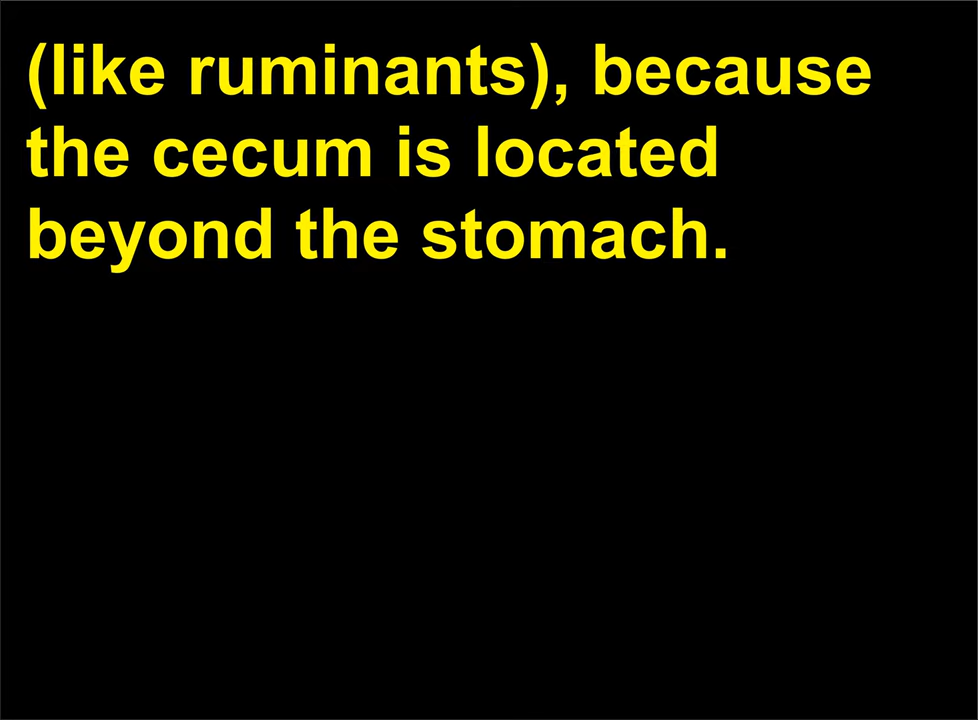 (like ruminants), because
the cecum is located
beyond the stomach.